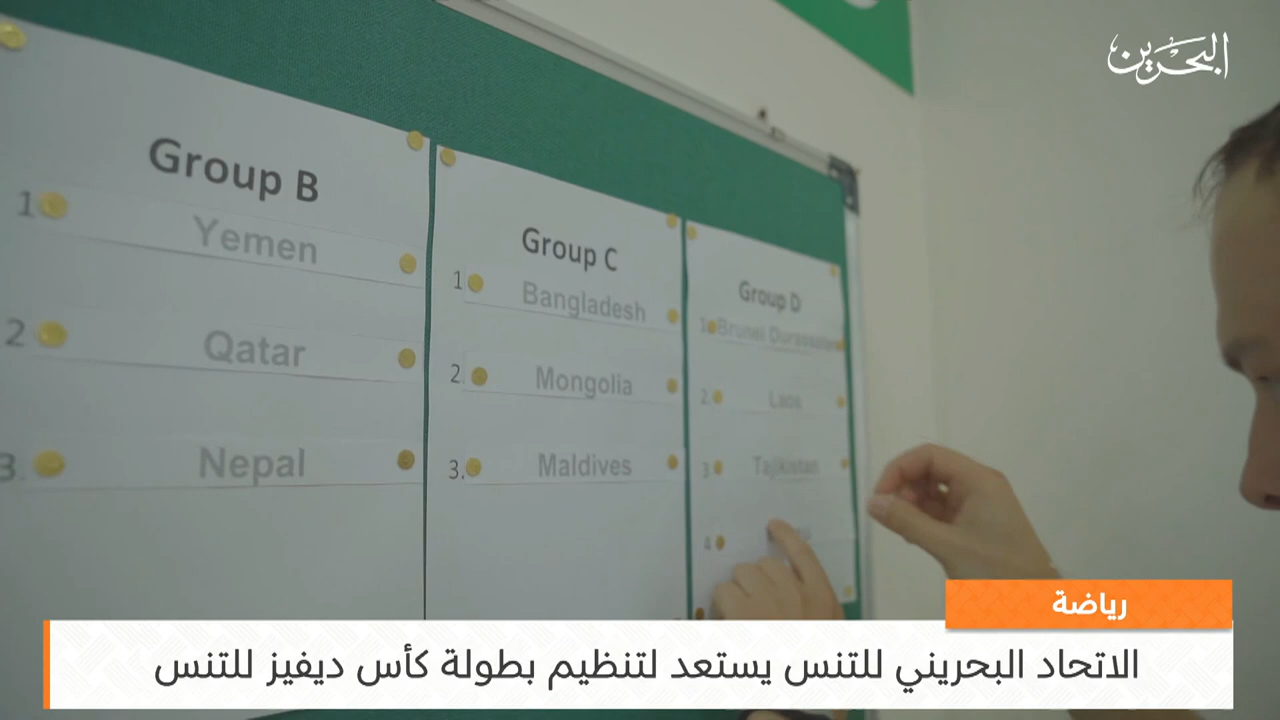 البحرين
Group B
1
Yemen
2
Qatar
3.
Nepal
Group C
1
Bangladesh
2.
Mongolia
3.
Maldives
Group D
1 Brunei Durssalam
2.
Laos
3
Tajikistan
4
رياضة
الاتحاد البحريني للتنس يستعد لتنظيم بطولة كأس ديفيز للتنس